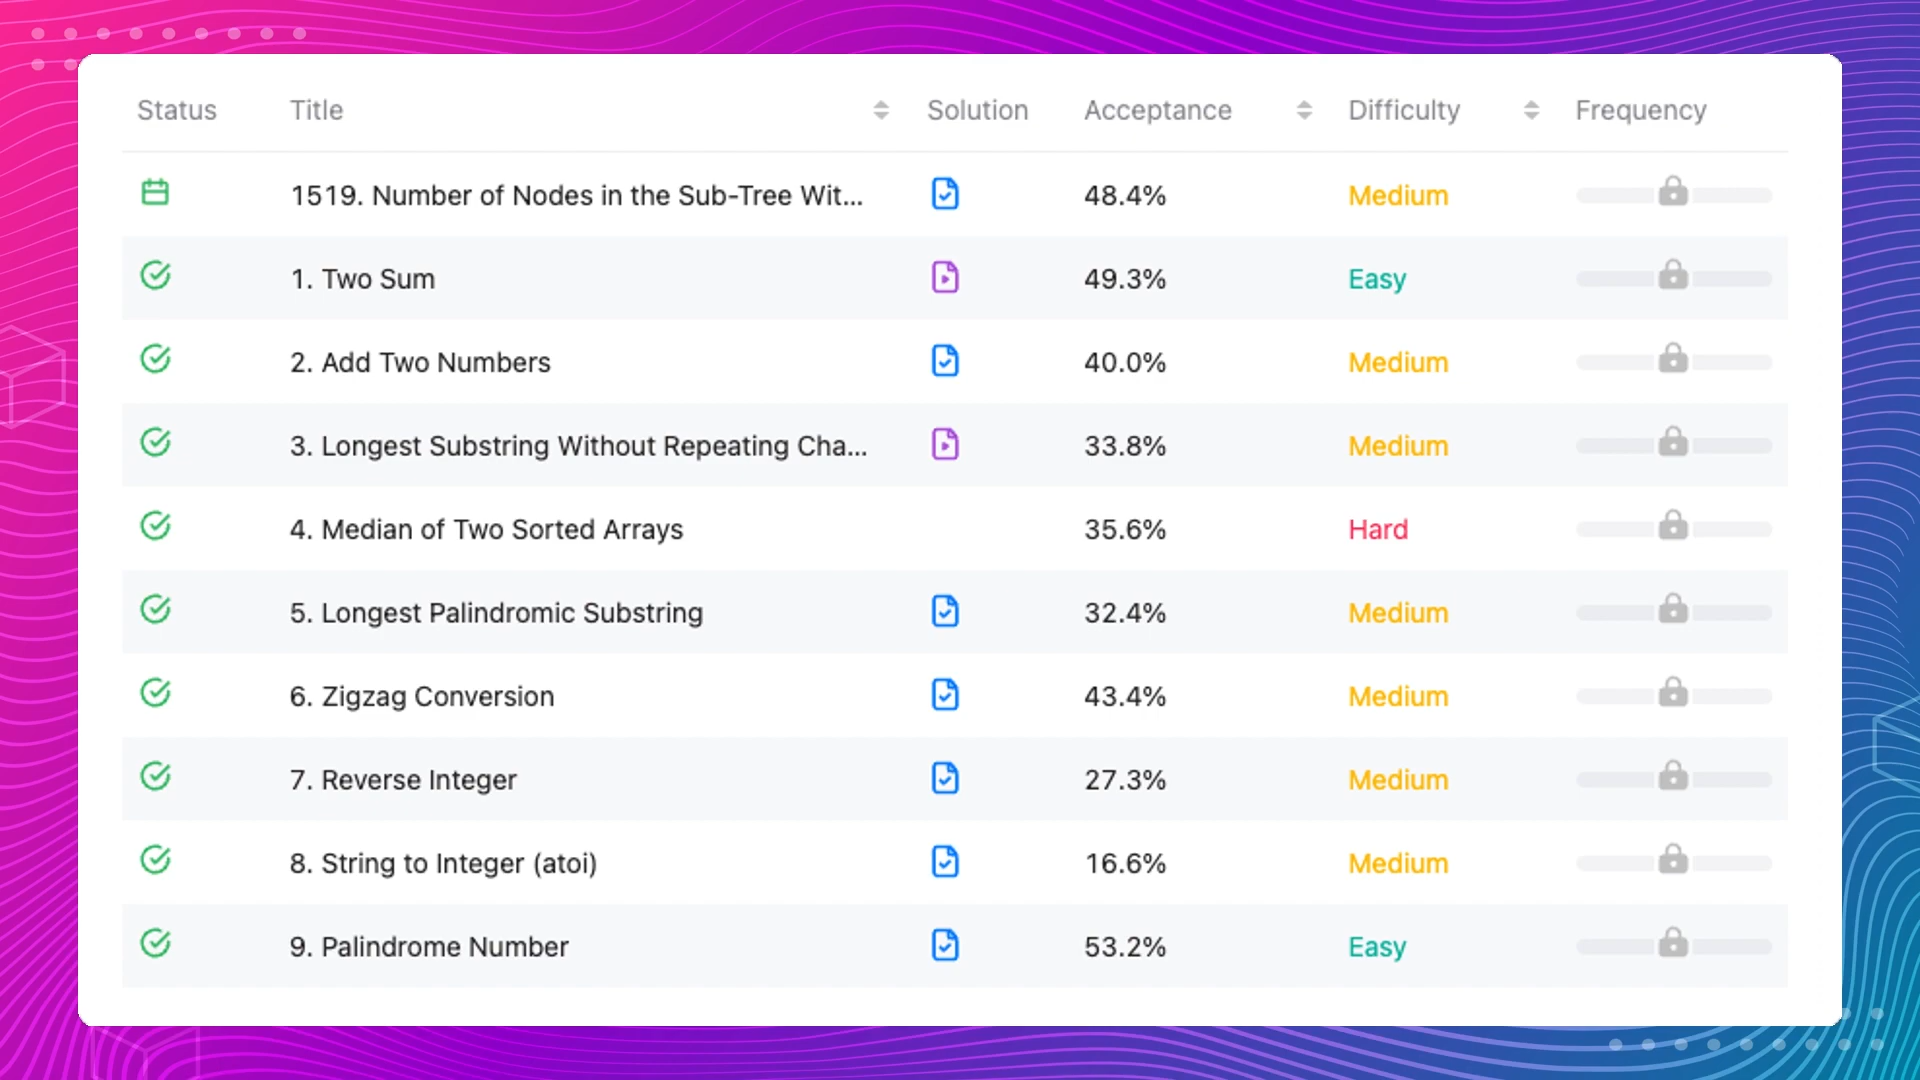 Status Title Solution Acceptance Difficulty Frequency
1519. Number of Nodes in the Sub-Tree Wit... 48.4% Medium
1. Two Sum 49.3% Easy
2. Add Two Numbers 40.0% Medium
3. Longest Substring Without Repeating Cha... 33.8% Medium
4. Median of Two Sorted Arrays 35.6% Hard
5. Longest Palindromic Substring 32.4% Medium
6. Zigzag Conversion 43.4% Medium
7. Reverse Integer 27.3% Medium
8. String to Integer (atoi) 16.6% Medium
9. Palindrome Number 53.2% Easy